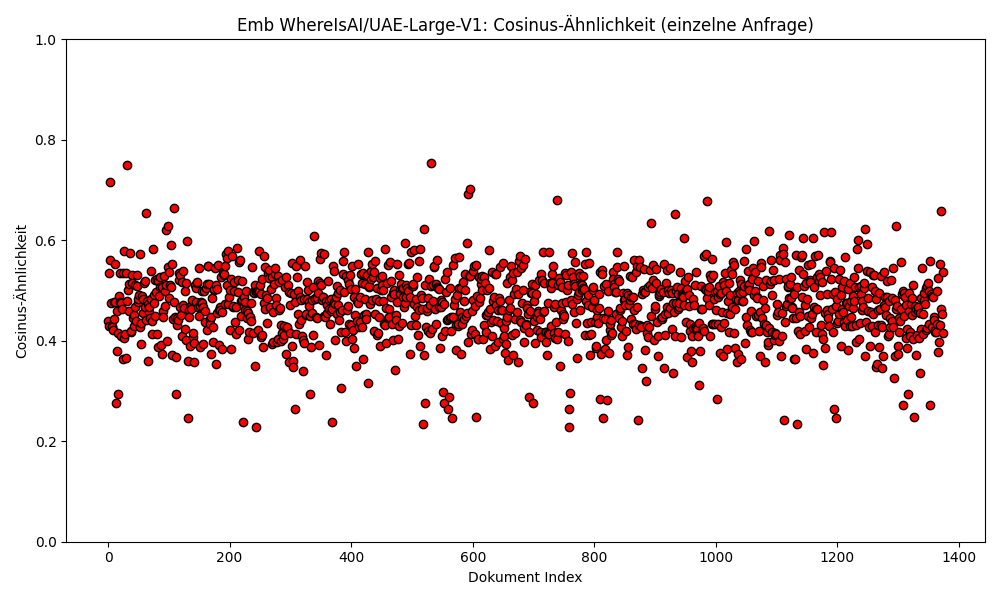 Emb WhereIsAI/UAE-Large-V1: Cosinus-Ähnlichkeit (einzelne Anfrage)
1.0
0.8
0.6
0.4
0.2
0.0
Cosinus-Ähnlichkeit
0 200 400 600 800 1000 1200 1400
Dokument Index